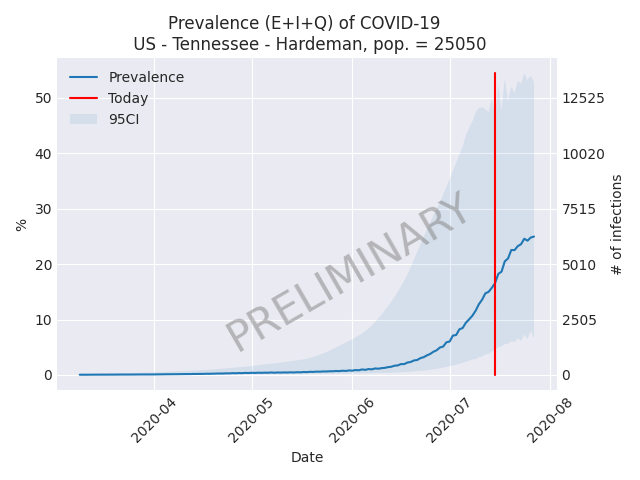 Prevalence (E+I+Q) of COVID-19
US - Tennessee - Hardeman, pop. = 25050
Prevalence
Today
95CI
50
40
30
20
10
0
%
12525
10020
7515
5010
2505
0
# of infections
PRELIMINARY
2020-04
2020-05
2020-06
2020-07
2020-08
Date